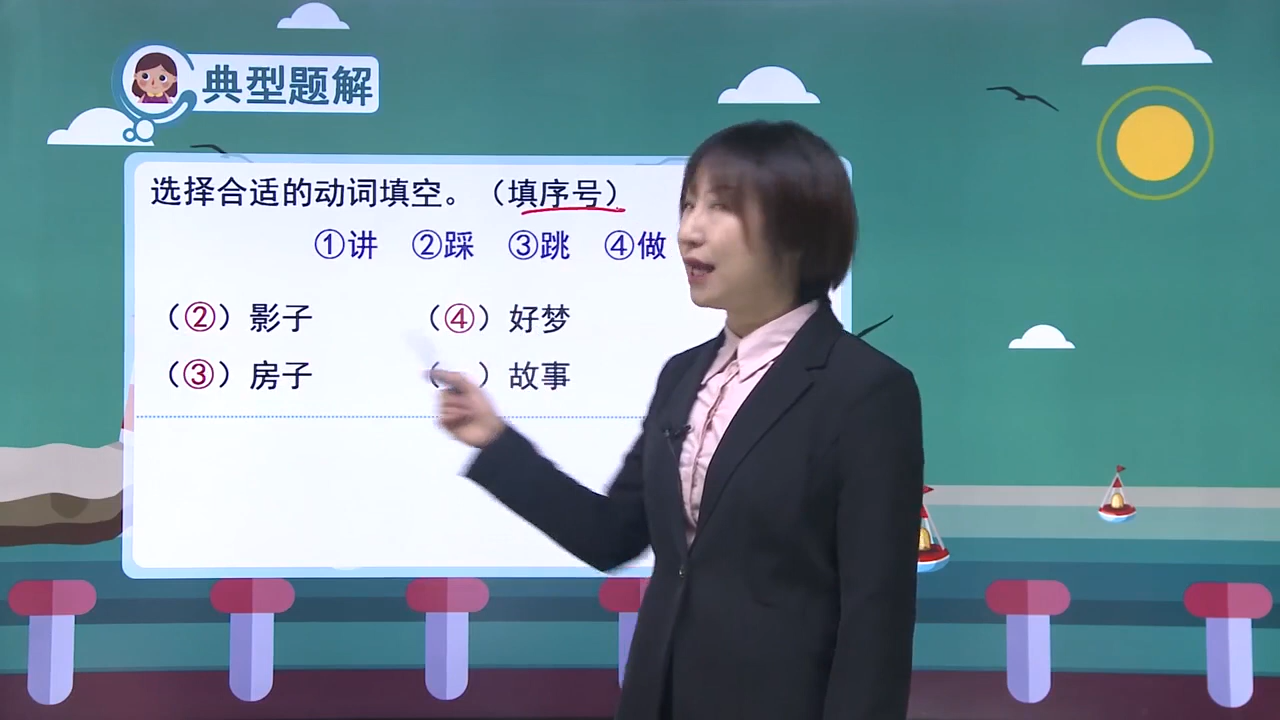 典型题解
选择合适的动词填空。（填序号）
①讲 ②踩 ③跳 ④做
（②）影子 （④）好梦
（③）房子 （ ）故事